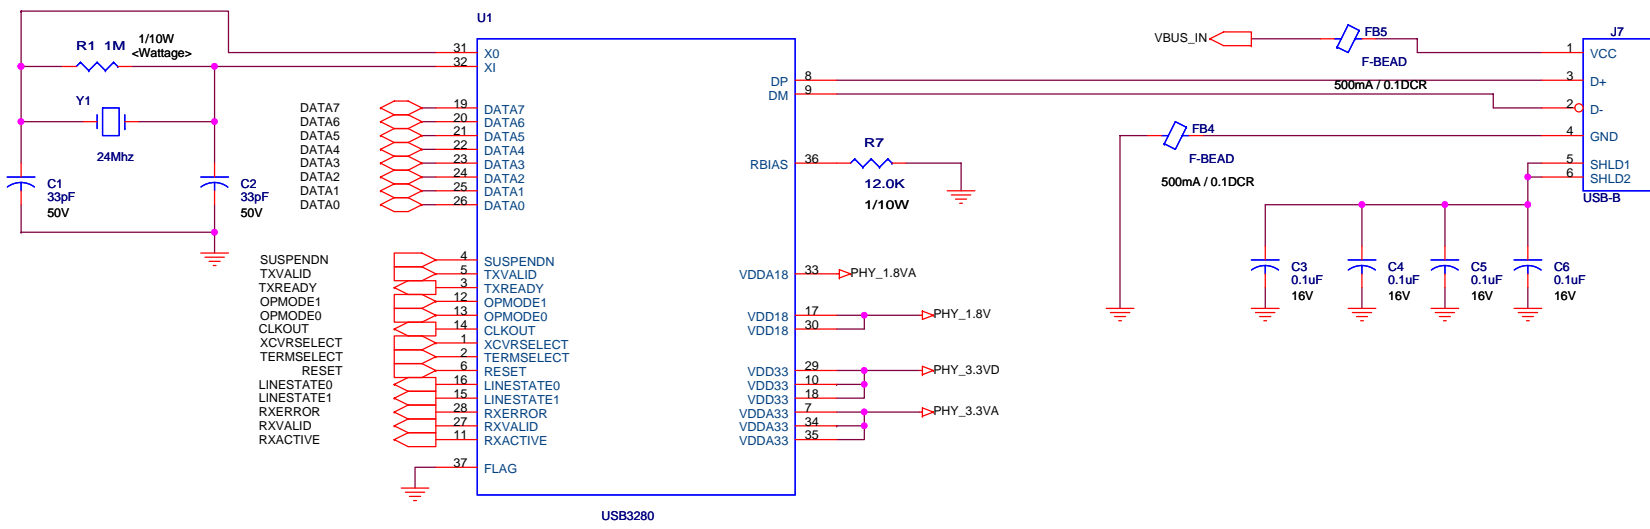 U1
J7
R1 1M
1/10W
<Wattage>
31
X0
32
XI
Y1
24Mhz
C1
33pF
50V
C2
33pF
50V
DATA7
19
DATA7
DATA6
20
DATA6
DATA5
21
DATA5
DATA4
22
DATA4
DATA3
23
DATA3
DATA2
24
DATA2
DATA1
25
DATA1
DATA0
26
DATA0
SUSPENDN
4
SUSPENDN
TXVALID
5
TXVALID
TXREADY
3
TXREADY
OPMODE1
12
OPMODE1
OPMODE0
13
OPMODE0
CLKOUT
14
CLKOUT
XCVRSELECT
1
XCVRSELECT
TERMSELECT
2
TERMSELECT
RESET
6
RESET
LINESTATE0
16
LINESTATE0
LINESTATE1
15
LINESTATE1
RXERROR
28
RXERROR
RXVALID
27
RXVALID
RXACTIVE
11
RXACTIVE
37
FLAG
USB3280
DP
8
DM
9
RBIAS
36
R7
12.0K
1/10W
VDDA18
33
PHY_1.8VA
VDD18
17
PHY_1.8V
VDD18
30
VDD33
29
PHY_3.3VD
VDD33
10
VDD33
18
VDDA33
7
PHY_3.3VA
VDDA33
34
VDDA33
35
VBUS_IN
FB5
F-BEAD
500mA / 0.1DCR
FB4
F-BEAD
500mA / 0.1DCR
1
VCC
3
D+
2
D-
4
GND
5
SHLD1
6
SHLD2
USB-B
C3
0.1uF
16V
C4
0.1uF
16V
C5
0.1uF
16V
C6
0.1uF
16V